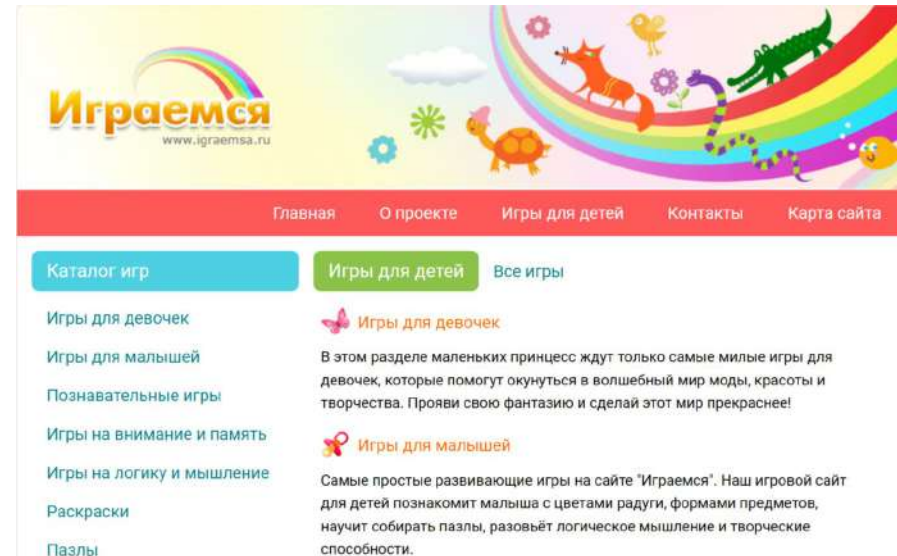 Играемся
www.igraemsa.ru
Главная О проекте Игры для детей Контакты Карта сайта
Каталог игр
Игры для девочек
Игры для малышей
Познавательные игры
Игры на внимание и память
Игры на логику и мышление
Раскраски
Пазлы
Игры для детей Все игры
Игры для девочек
В этом разделе маленьких принцесс ждут только самые милые игры для
девочек, которые помогут окунуться в волшебный мир моды, красоты и
творчества. Прояви свою фантазию и сделай этот мир прекраснее!
Игры для малышей
Самые простые развивающие игры на сайте "Играемся". Наш игровой сайт
для детей познакомит малыша с цветами радуги, формами предметов,
научит собирать пазлы, разовьёт логическое мышление и творческие
способности.